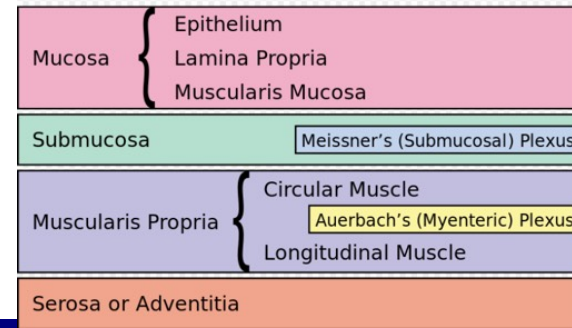 Epithelium
Mucosa
Lamina Propria
Muscularis Mucosa
Submucosa
Meissner's (Submucosal) Plexus
Circular Muscle
Muscularis Propria
Auerbach's (Myenteric) Plexus
Longitudinal Muscle
Serosa or Adventitia